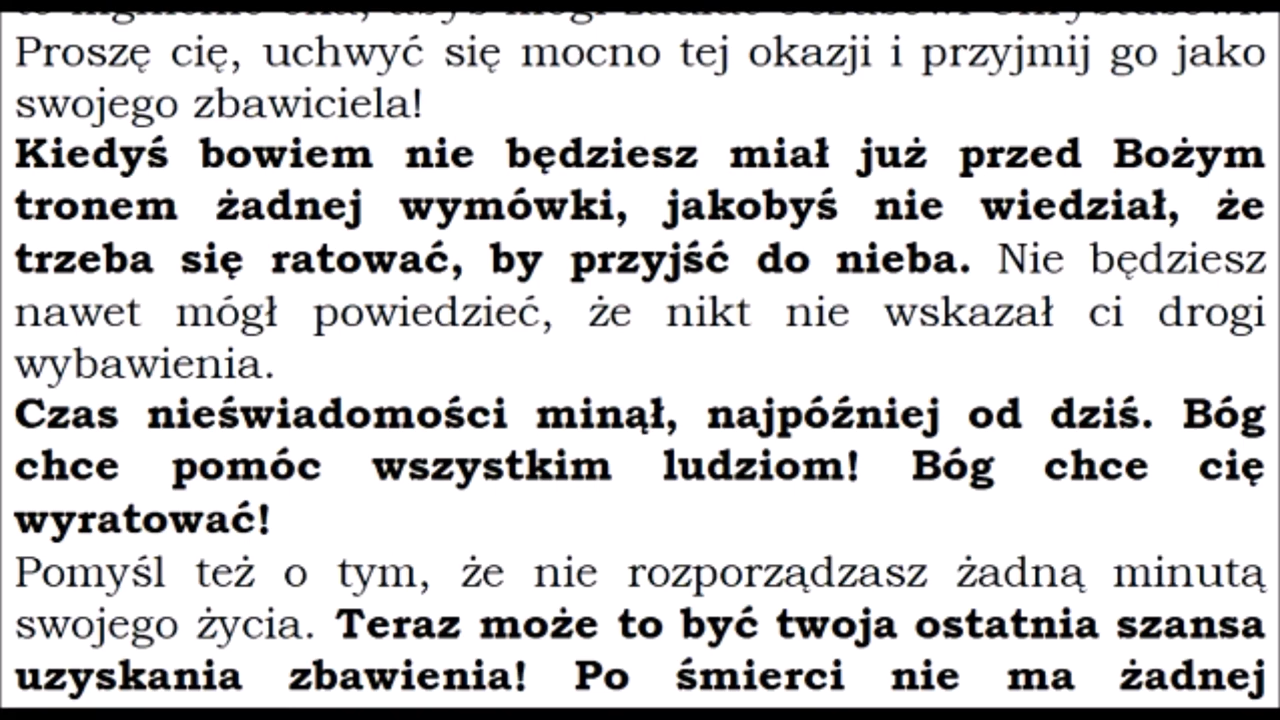 Proszę cię, uchwyć się mocno tej okazji i przyjmij go jako
swojego zbawiciela!
Kiedyś bowiem nie będziesz miał już przed Bożym
tronem żadnej wymówki, jakobyś nie wiedział, że
trzeba się ratować, by przyjść do nieba. Nie będziesz
nawet mógł powiedzieć, że nikt nie wskazał ci drogi
wybawienia.
Czas nieświadomości minął, najpóźniej od dziś. Bóg
chce pomóc wszystkim ludziom! Bóg chce cię
wyratować!
Pomyśl też o tym, że nie rozporządzasz żadną minutą
swojego życia. Teraz może to być twoja ostatnia szansa
uzyskania zbawienia! Po śmierci nie ma żadnej